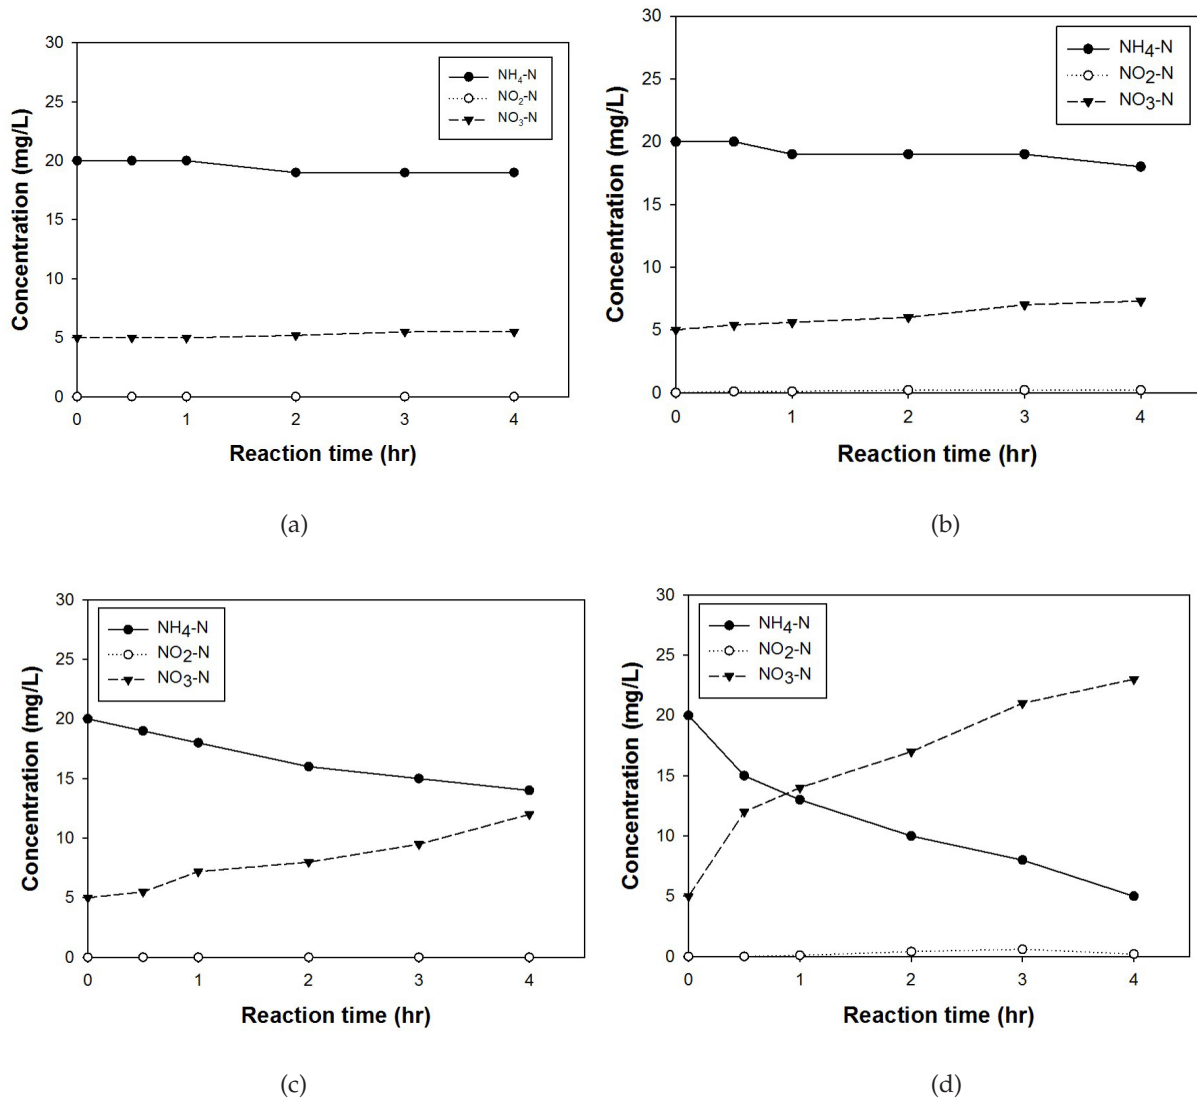 30
25
20
15
10
5
0
Concentration (mg/L)
NH₄-N
NO₂-N
NO₃-N
0 1 2 3 4
Reaction time (hr)
(a)
30
20
10
5
0
Concentration (mg/L)
NH₄-N
NO₂-N
NO₃-N
0 1 2 3 4
Reaction time (hr)
(b)
30
25
20
15
10
5
0
Concentration (mg/L)
NH₄-N
NO₂-N
NO₃-N
0 1 2 3 4
Reaction time (hr)
(c)
30
25
20
15
10
5
0
Concentration (mg/L)
NH₄-N
NO₂-N
NO₃-N
0 1 2 3 4
Reaction time (hr)
(d)